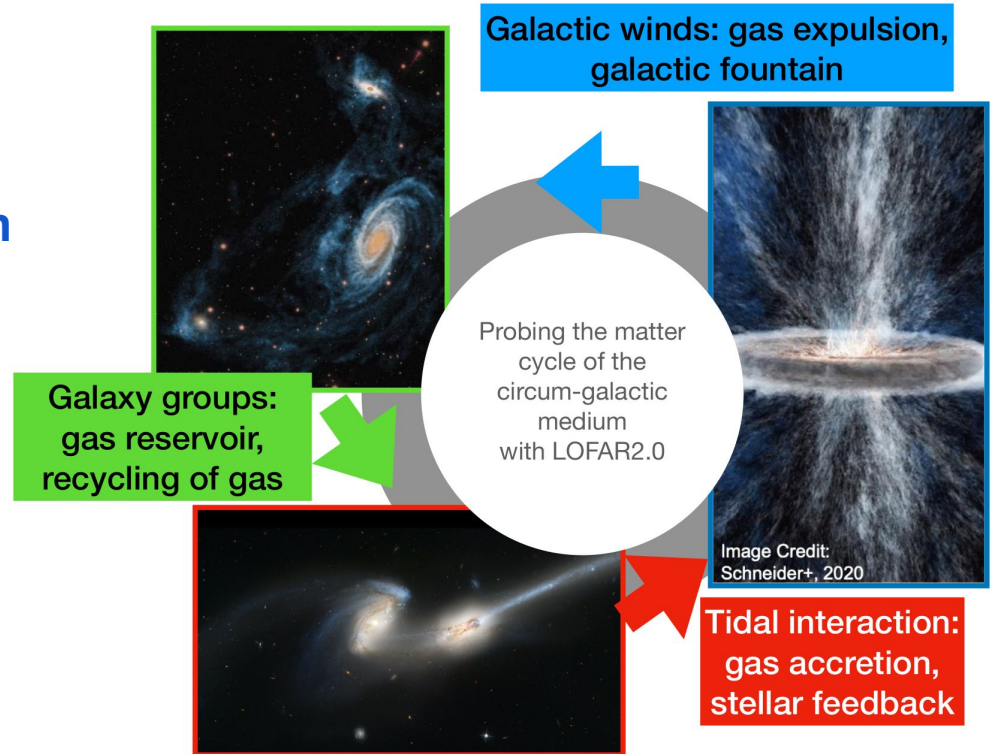 Galactic winds: gas expulsion,
galactic fountain
n
Probing the matter
cycle of the
circum-galactic
medium
with LOFAR2.0
Galaxy groups:
gas reservoir,
recycling of gas
Image Credit:
Schneider+, 2020
Tidal interaction:
gas accretion,
stellar feedback